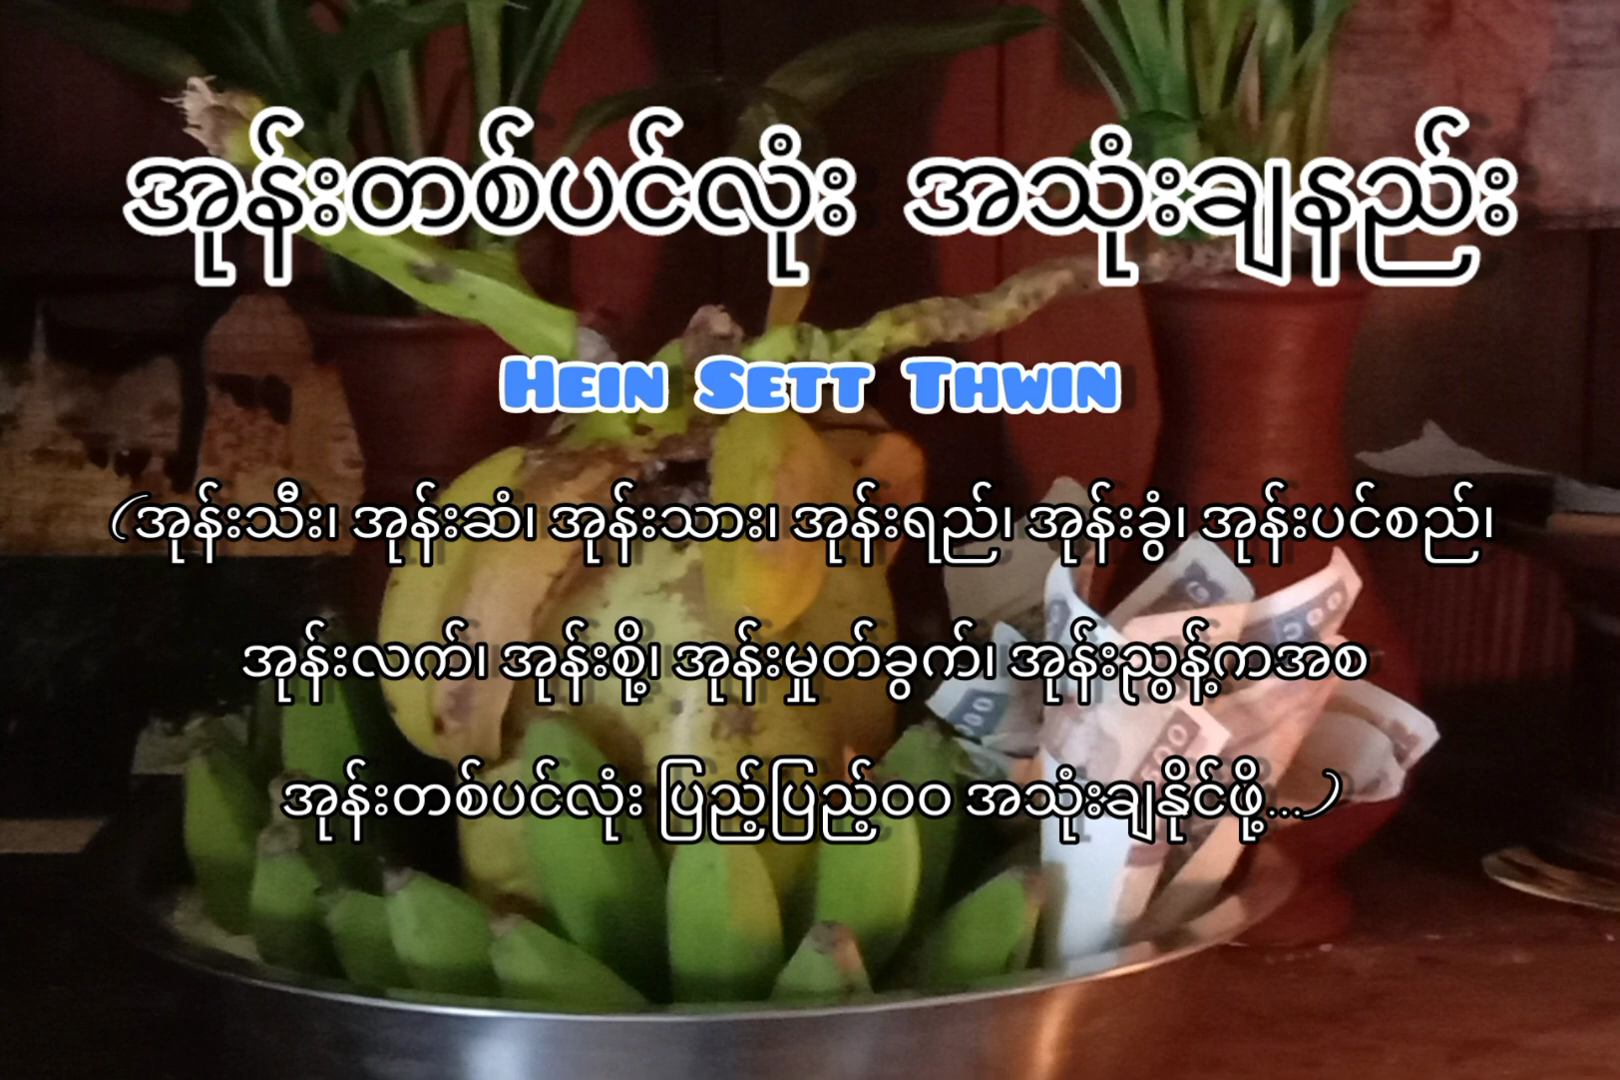 အုန်းတစ်ပင်လုံး အသုံးချနည်း
HEIN SETT THWIN
(အုန်းသီး၊ အုန်းဆံ၊ အုန်းသား၊ အုန်းရည်၊ အုန်းခွံ၊ အုန်းပင်စည်၊
အုန်းလက်၊ အုန်းစို့၊ အုန်းမှုတ်ခွက်၊ အုန်းညွန့်ကအစ
အုန်းတစ်ပင်လုံး ပြည့်ပြည့်ဝဝ အသုံးချနိုင်ဖို့...)